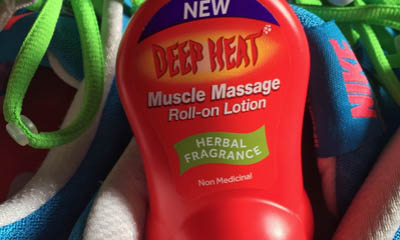 NEW
DEEP HEAT
Muscle Massage
Roll-on Lotion
HERBAL
FRAGRANCE
Non Medicinal
NIKE